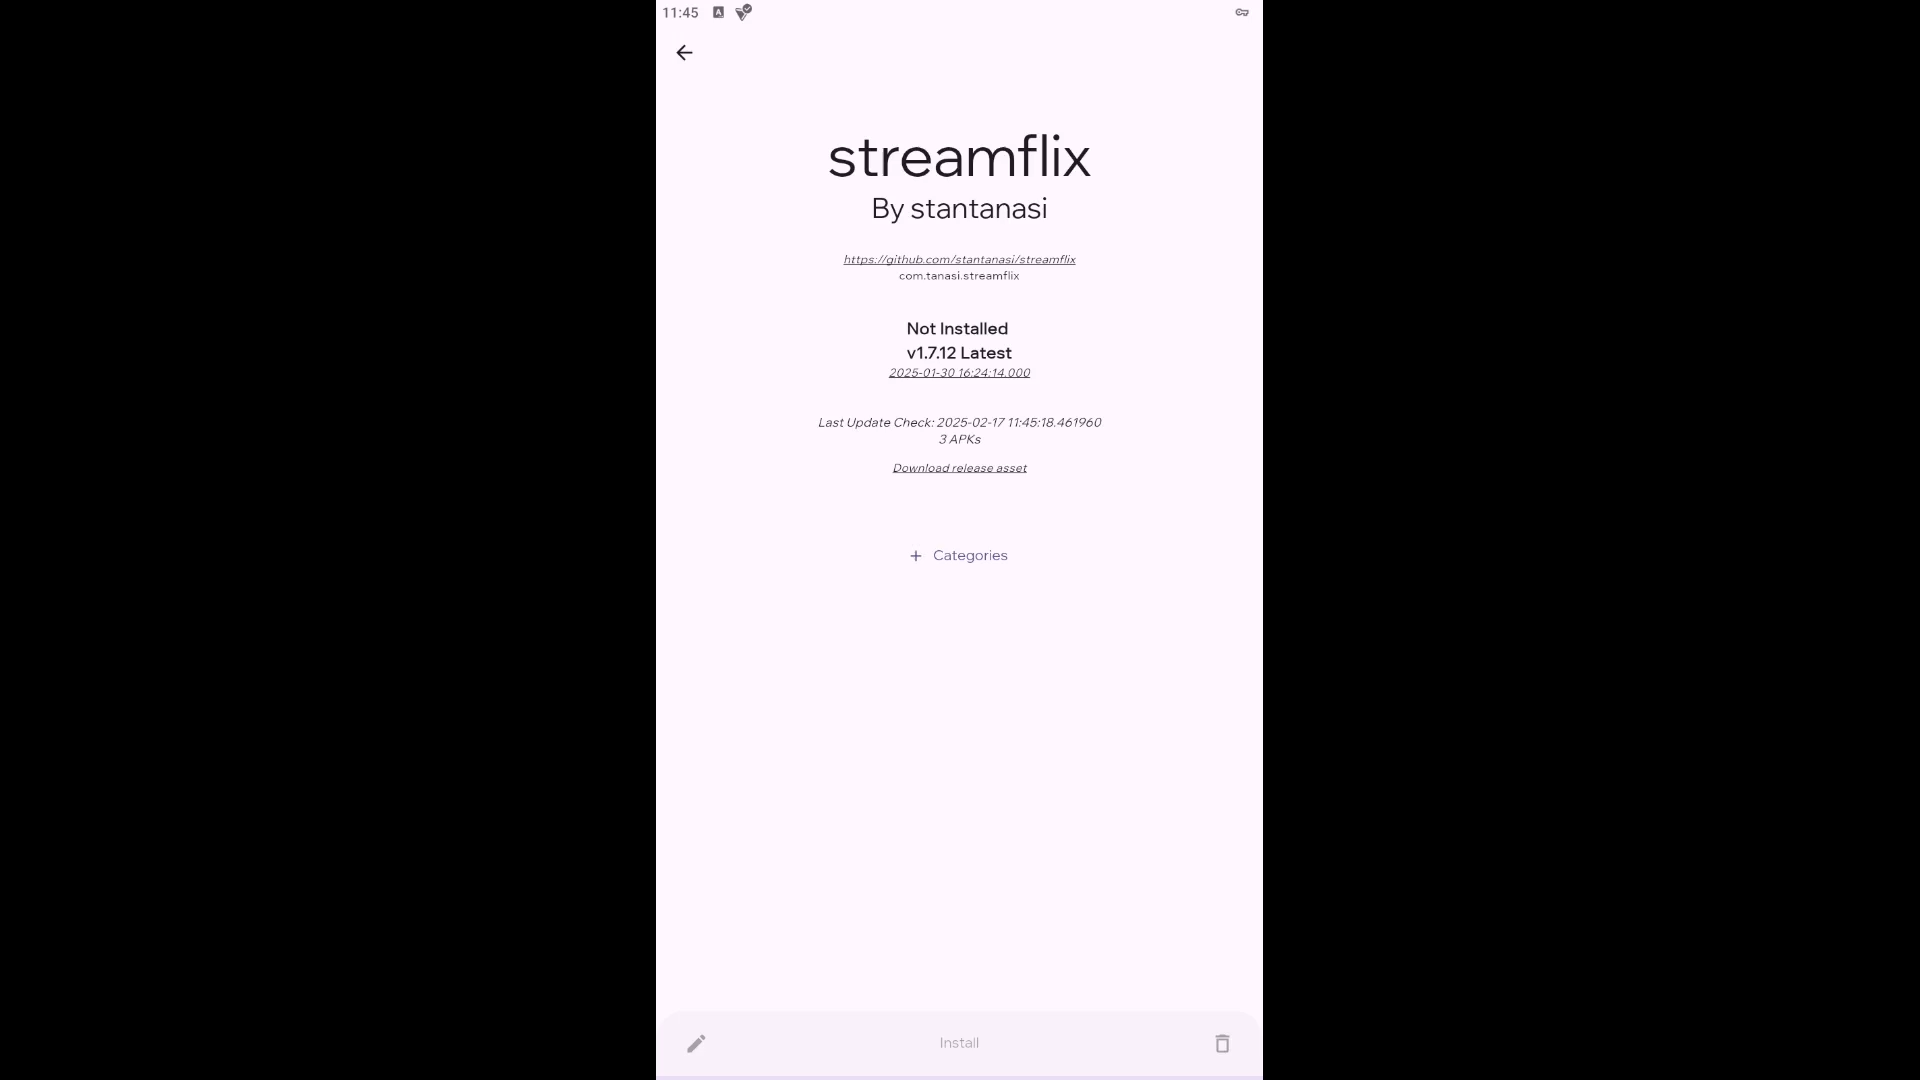 11:45
streamflix
By stantanasi
https://github.com/stantanasi/streamflix
com.tanasi.streamflix
Not Installed
v1.7.12 Latest
2025-01-30 16:24:14.000
Last Update Check: 2025-02-17 11:45:18.461960
3 APKs
Download release asset
+ Categories
Install